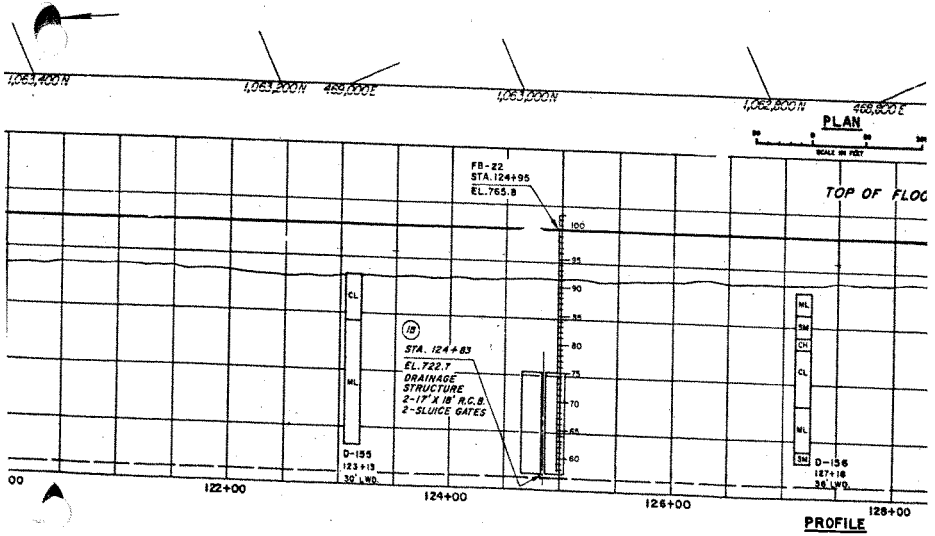 1,063,400 N
1,063,200 N
469,000 E
1,063,000 N
1,062,800 N
468,800 E
PLAN
SCALE IN FEET
FB-22
STA. 124+95
EL. 765.8
TOP OF FLOO
100
95
90
85
80
75
70
65
60
CL
ML
D-155
123+13
30' LWD.
18
STA. 124+83
EL. 722.7
DRAINAGE
STRUCTURE
2-17' X 18' R.C.B.
2-SLUICE GATES
ML
SM
CH
CL
ML
SM
D-156
127+18
36' LWD.
00
122+00
124+00
126+00
128+00
PROFILE